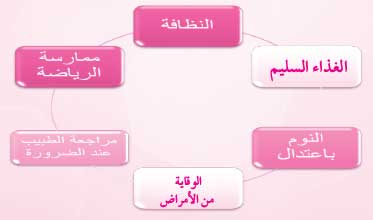 النظافة
الغذاء السليم
النوم
باعتدال
الوقاية
من الأمراض
مراجعة الطبيب
عند الضرورة
ممارسة
الرياضة